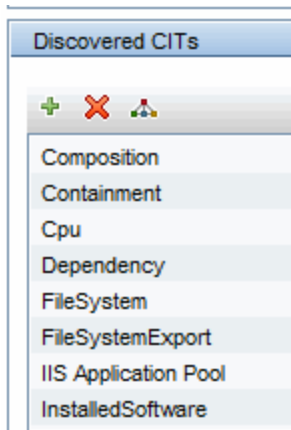 Discovered CITs
Composition
Containment
Cpu
Dependency
FileSystem
FileSystemExport
IIS Application Pool
InstalledSoftware